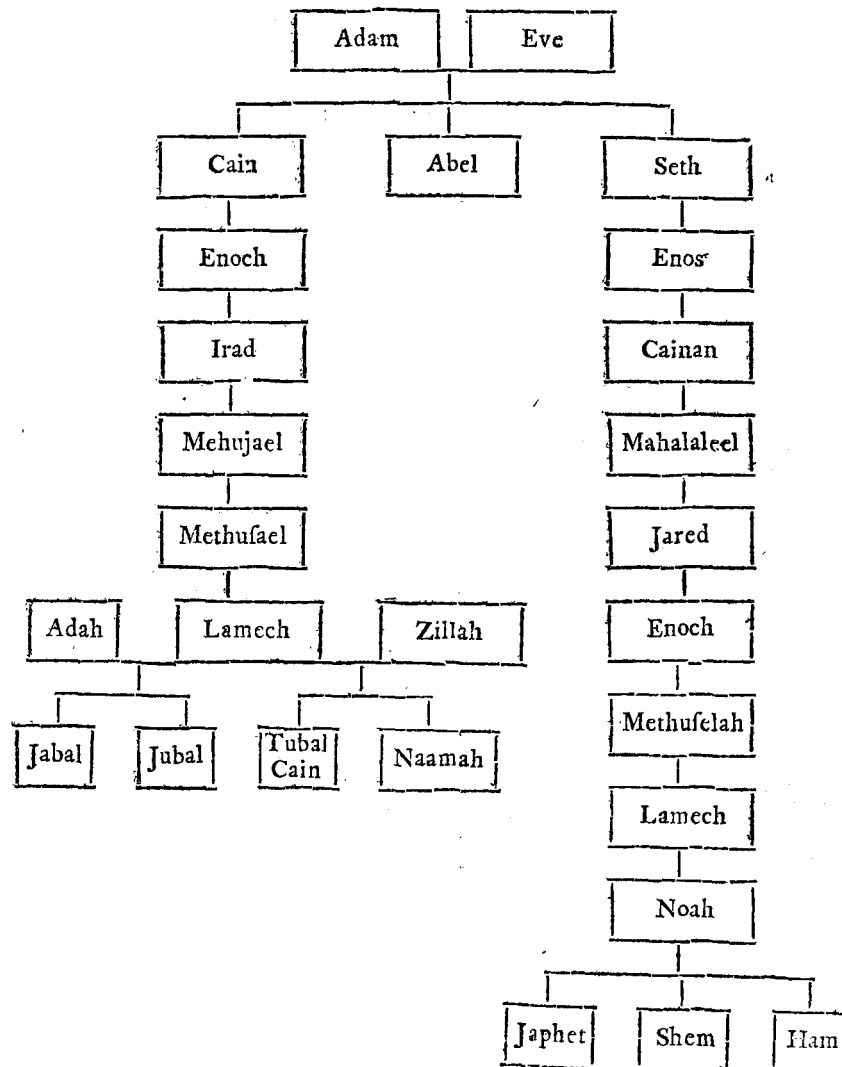 Adam
Eve
Cain
Abel
Seth
Enoch
Enos
Irad
Cainan
Mehujael
Mahalaleel
Methuſael
Jared
Adah
Lamech
Zillah
Enoch
Jabal
Jubal
Tubal
Cain
Naamah
Methuſelah
Lamech
Noah
Japhet
Shem
Ham